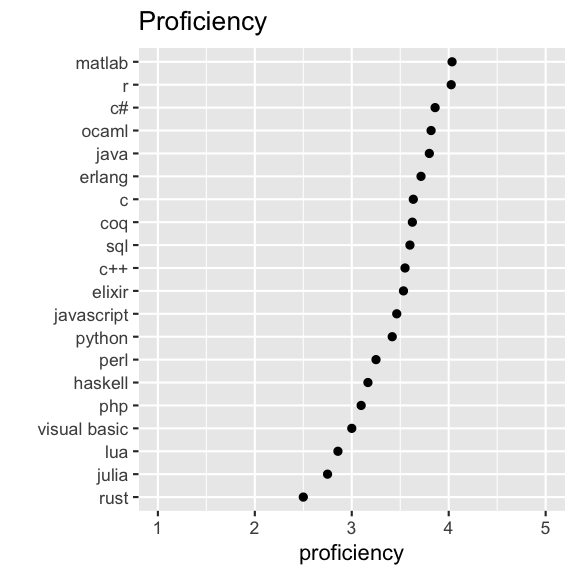 Proficiency
matlab
r
c#
ocaml
java
erlang
c
coq
sql
c++
elixir
javascript
python
perl
haskell
php
visual basic
lua
julia
rust
1 2 3 4 5
proficiency